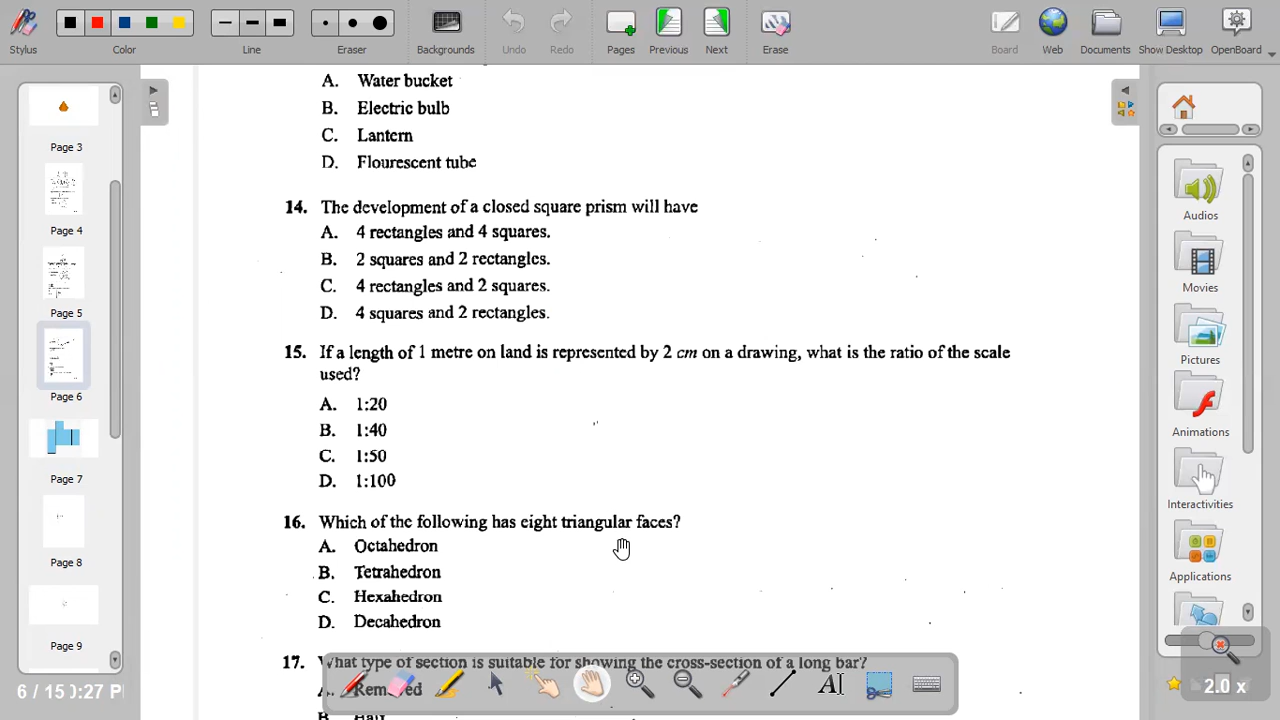 Stylus
Color
Line
Eraser
Backgrounds
Undo
Redo
Pages
Previous
Next
Erase
Board
Web
Documents
Show Desktop
OpenBoard
Page 3
Page 4
Page 5
Page 6
Page 7
Page 8
Page 9
A. Water bucket
B. Electric bulb
C. Lantern
D. Flourescent tube
14. The development of a closed square prism will have
A. 4 rectangles and 4 squares.
B. 2 squares and 2 rectangles.
C. 4 rectangles and 2 squares.
D. 4 squares and 2 rectangles.
15. If a length of 1 metre on land is represented by 2 cm on a drawing, what is the ratio of the scale
used?
A. 1:20
B. 1:40
C. 1:50
D. 1:100
16. Which of the following has eight triangular faces?
A. Octahedron
B. Tetrahedron
C. Hexahedron
D. Decahedron
17. What type of section is suitable for showing the cross-section of a long bar?
A. Removed
B. Half
Audios
Movies
Pictures
Animations
Interactivities
Applications
6 / 15
2.0 x